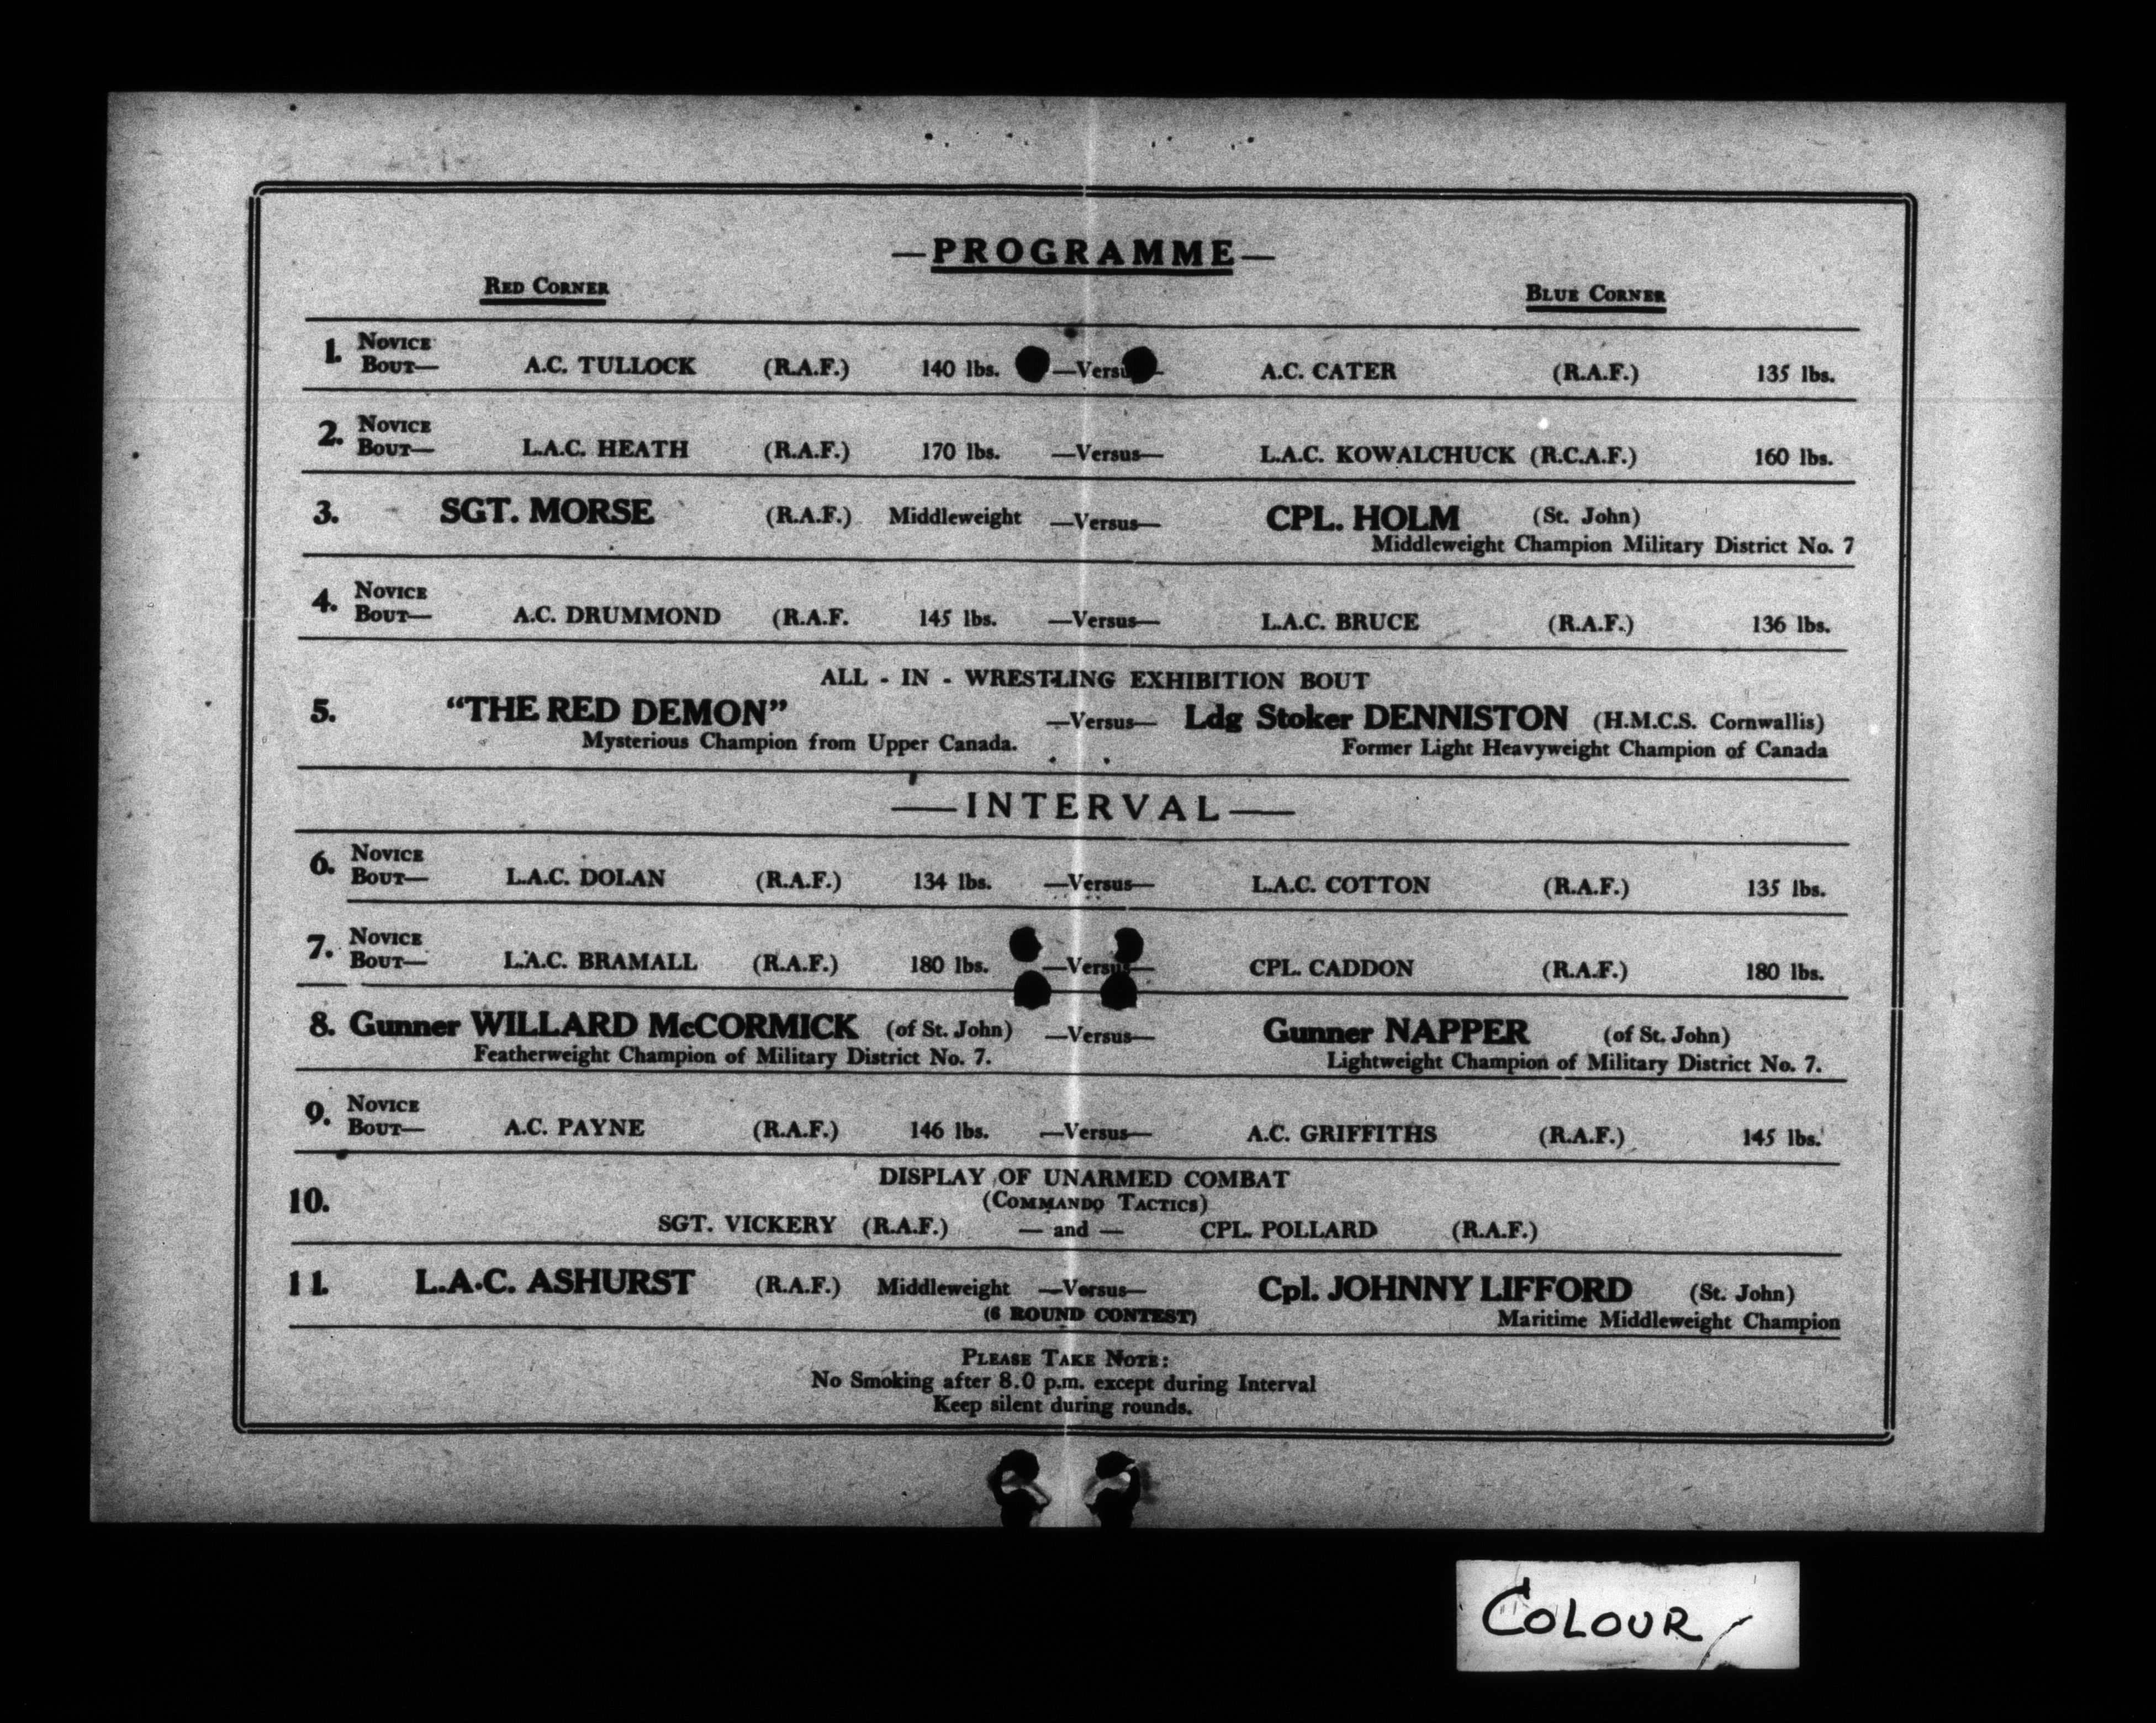 —PROGRAMME—
RED CORNER BLUE CORNER
1. NOVICE BOUT— A.C. TULLOCK (R.A.F.) 140 lbs. —Versus— A.C. CATER (R.A.F.) 135 lbs.
2. NOVICE BOUT— L.A.C. HEATH (R.A.F.) 170 lbs. —Versus— L.A.C. KOWALCHUCK (R.C.A.F.) 160 lbs.
3. SGT. MORSE (R.A.F.) Middleweight —Versus— CPL. HOLM (St. John)
Middleweight Champion Military District No. 7
4. NOVICE BOUT— A.C. DRUMMOND (R.A.F. 145 lbs. —Versus— L.A.C. BRUCE (R.A.F.) 136 lbs.
ALL - IN - WRESTLING EXHIBITION BOUT
5. "THE RED DEMON" —Versus— Ldg Stoker DENNISTON (H.M.C.S. Cornwallis)
Mysterious Champion from Upper Canada. Former Light Heavyweight Champion of Canada
—INTERVAL—
6. NOVICE BOUT— L.A.C. DOLAN (R.A.F.) 134 lbs. —Versus— L.A.C. COTTON (R.A.F.) 135 lbs.
7. NOVICE BOUT— L.A.C. BRAMALL (R.A.F.) 180 lbs. —Versus— CPL. CADDON (R.A.F.) 180 lbs.
8. Gunner WILLARD McCORMICK (of St. John) —Versus— Gunner NAPPER (of St. John)
Featherweight Champion of Military District No. 7. Lightweight Champion of Military District No. 7.
9. NOVICE BOUT— A.C. PAYNE (R.A.F.) 146 lbs. —Versus— A.C. GRIFFITHS (R.A.F.) 145 lbs.
DISPLAY OF UNARMED COMBAT
10. (COMMANDO TACTICS)
SGT. VICKERY (R.A.F.) — and — CPL. POLLARD (R.A.F.)
11. L.A.C. ASHURST (R.A.F.) Middleweight —Versus— Cpl. JOHNNY LIFFORD (St. John)
(6 ROUND CONTEST) Maritime Middleweight Champion
PLEASE TAKE NOTE:
No Smoking after 8.0 p.m. except during Interval
Keep silent during rounds.
COLOUR